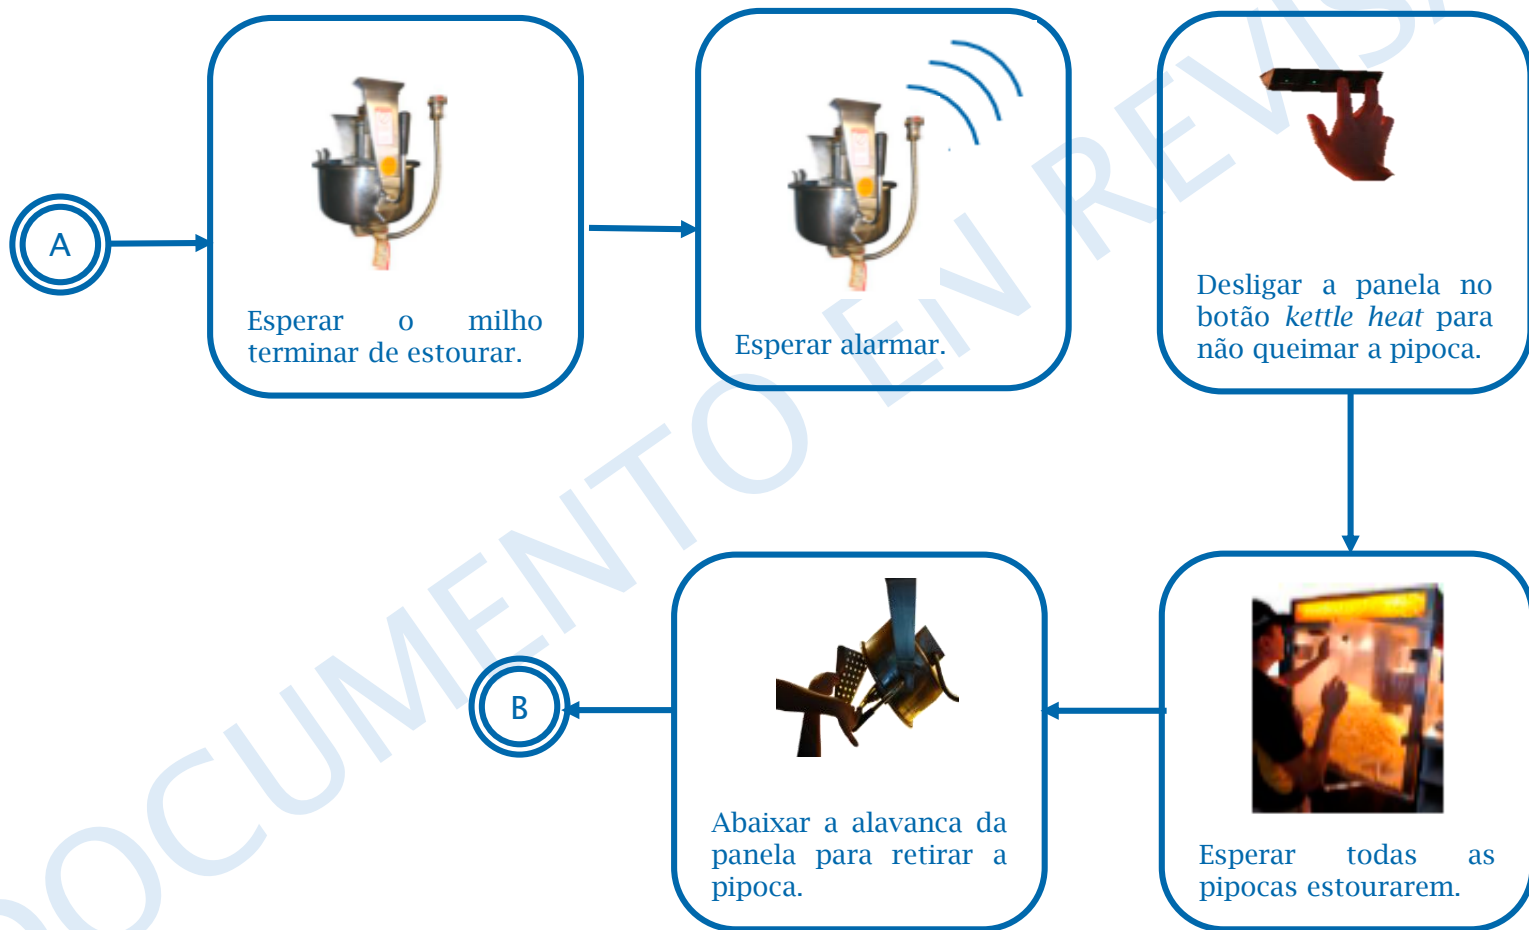 A
Esperar o milho
terminar de estourar.
Esperar alarmar.
Desligar a panela no
botão kettle heat para
não queimar a pipoca.
Esperar todas as
pipocas estourarem.
Abaixar a alavanca da
panela para retirar a
pipoca.
B
DOCUMENTO EN REVIS